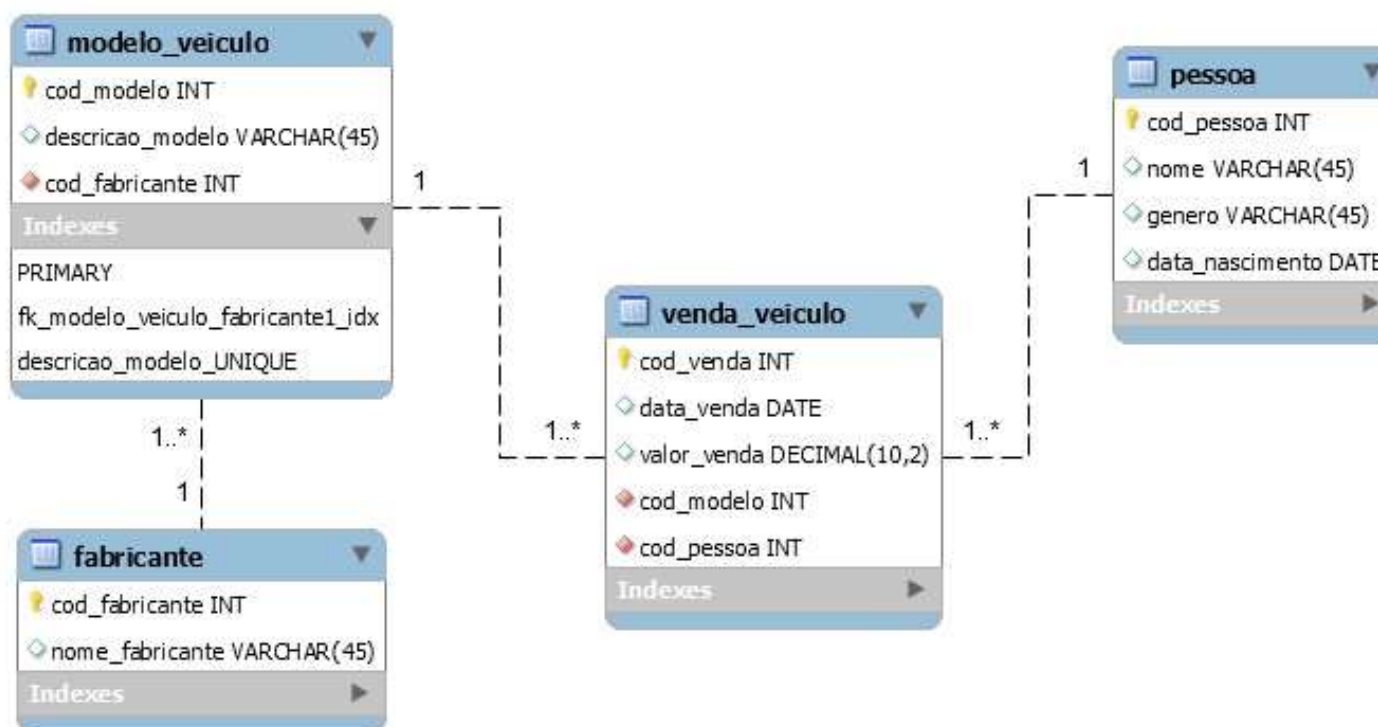 modelo_veiculo
cod_modelo INT
descricao_modelo VARCHAR(45)
cod_fabricante INT
Indexes
PRIMARY
fk_modelo_veiculo_fabricante1_idx
descricao_modelo_UNIQUE
1
1..*
1..*
1
fabricante
cod_fabricante INT
nome_fabricante VARCHAR(45)
Indexes
venda_veiculo
cod_venda INT
data_venda DATE
valor_venda DECIMAL(10,2)
cod_modelo INT
cod_pessoa INT
Indexes
1..*
1
pessoa
cod_pessoa INT
nome VARCHAR(45)
genero VARCHAR(45)
data_nascimento DATE
Indexes